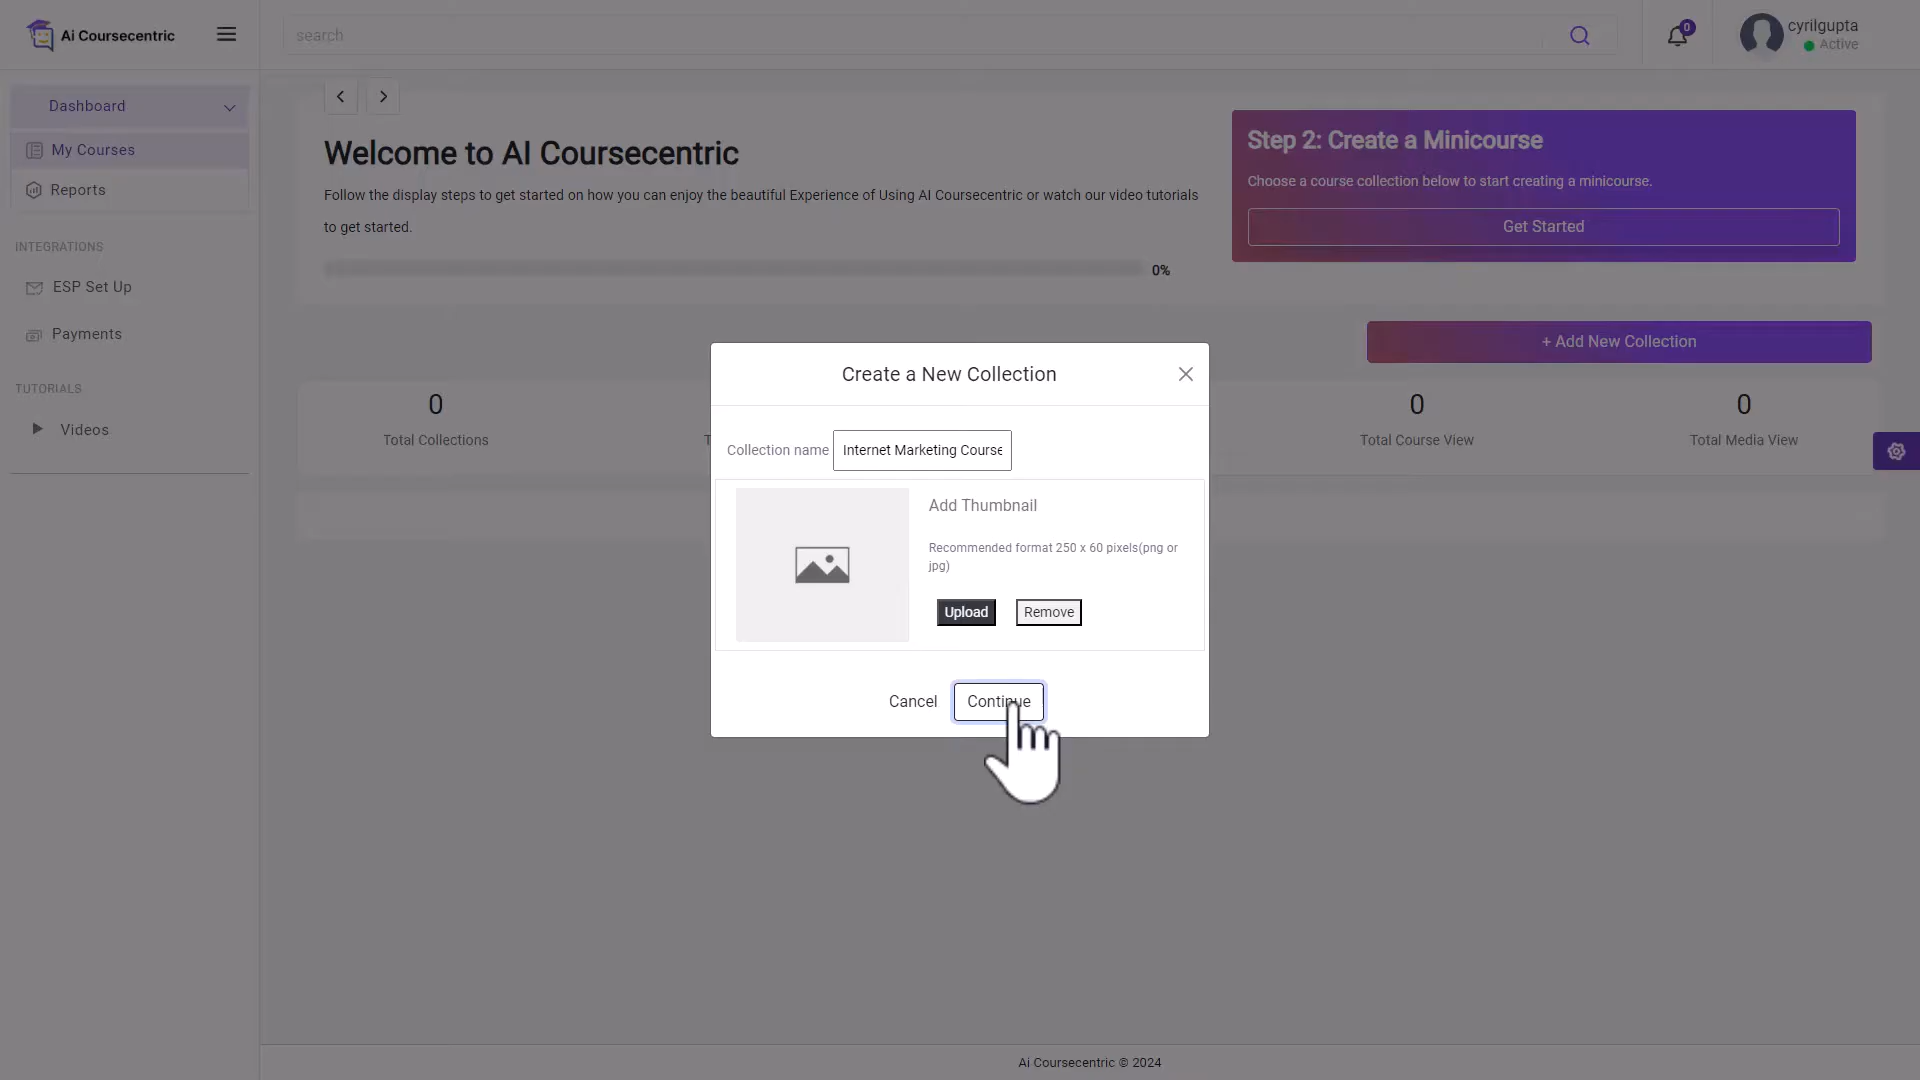 Ai Coursecentric
search
0
cyrilgupta
Active
Dashboard
My Courses
Reports
INTEGRATIONS
ESP Set Up
Payments
TUTORIALS
Videos
Welcome to AI Coursecentric
Follow the display steps to get started on how you can enjoy the beautiful Experience of Using AI Coursecentric or watch our video tutorials
to get started.
0%
Step 2: Create a Minicourse
Choose a course collection below to start creating a minicourse.
Get Started
+ Add New Collection
0
Total Collections
0
Total Course View
0
Total Media View
Create a New Collection
Collection name
Internet Marketing Course
Add Thumbnail
Recommended format 250 x 60 pixels(png or
jpg)
Upload
Remove
Cancel
Continue
Ai Coursecentric © 2024